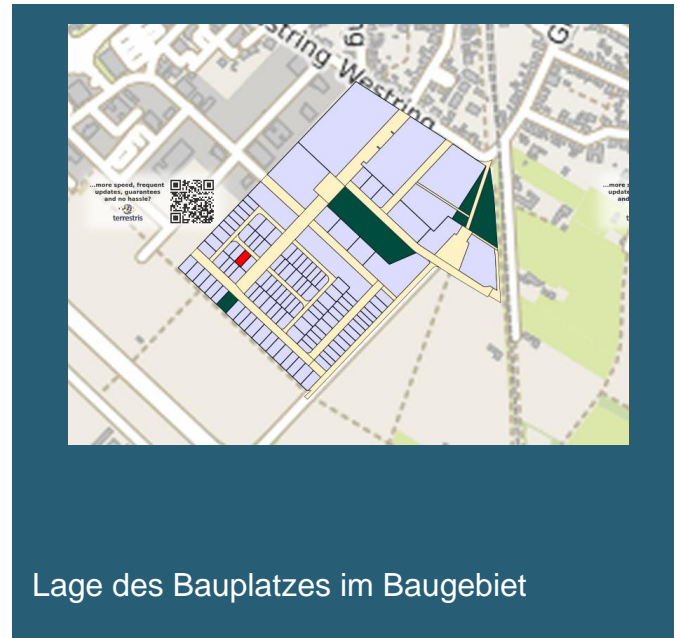 Westring Westring
...more speed, frequent
updates, guarantees
and no hassle?
terrestris
Lage des Bauplatzes im Baugebiet